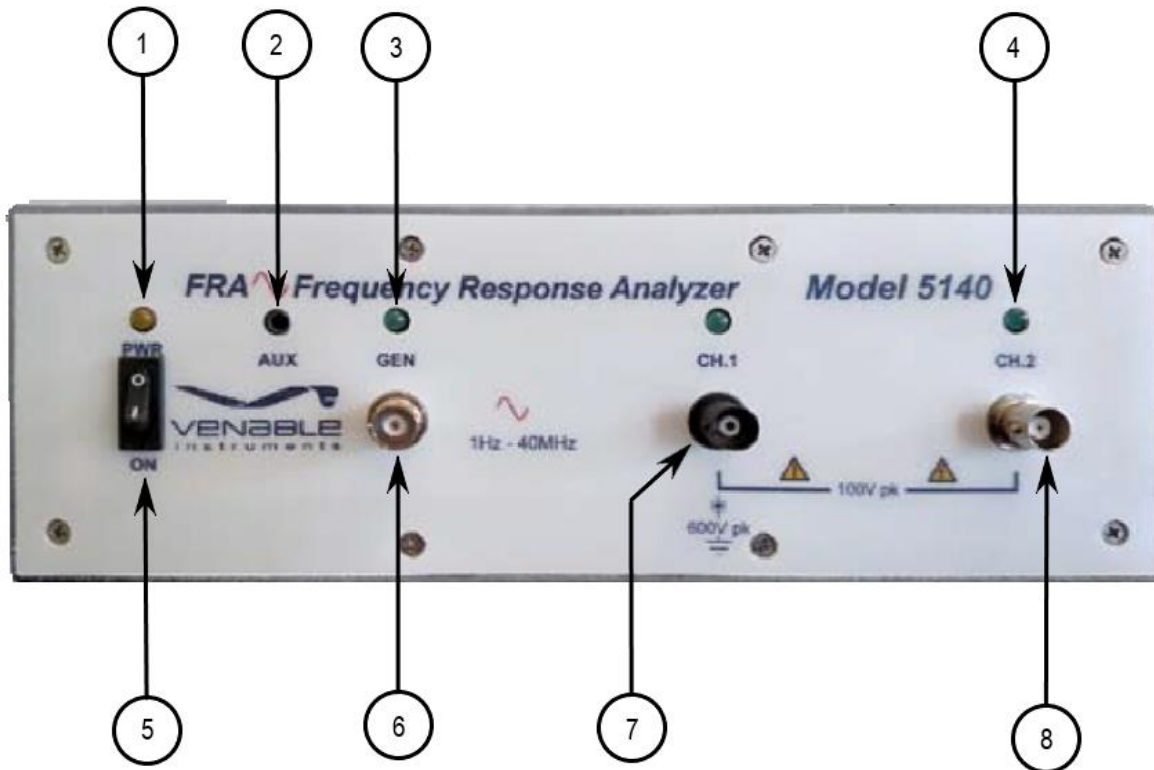 1 2 3 4
FRA Frequency Response Analyzer Model 5140
PWR AUX GEN CH.1 CH.2
O
I
VENABLE
instruments
1Hz - 40MHz
ON
100V pk
600V pk
5 6 7 8